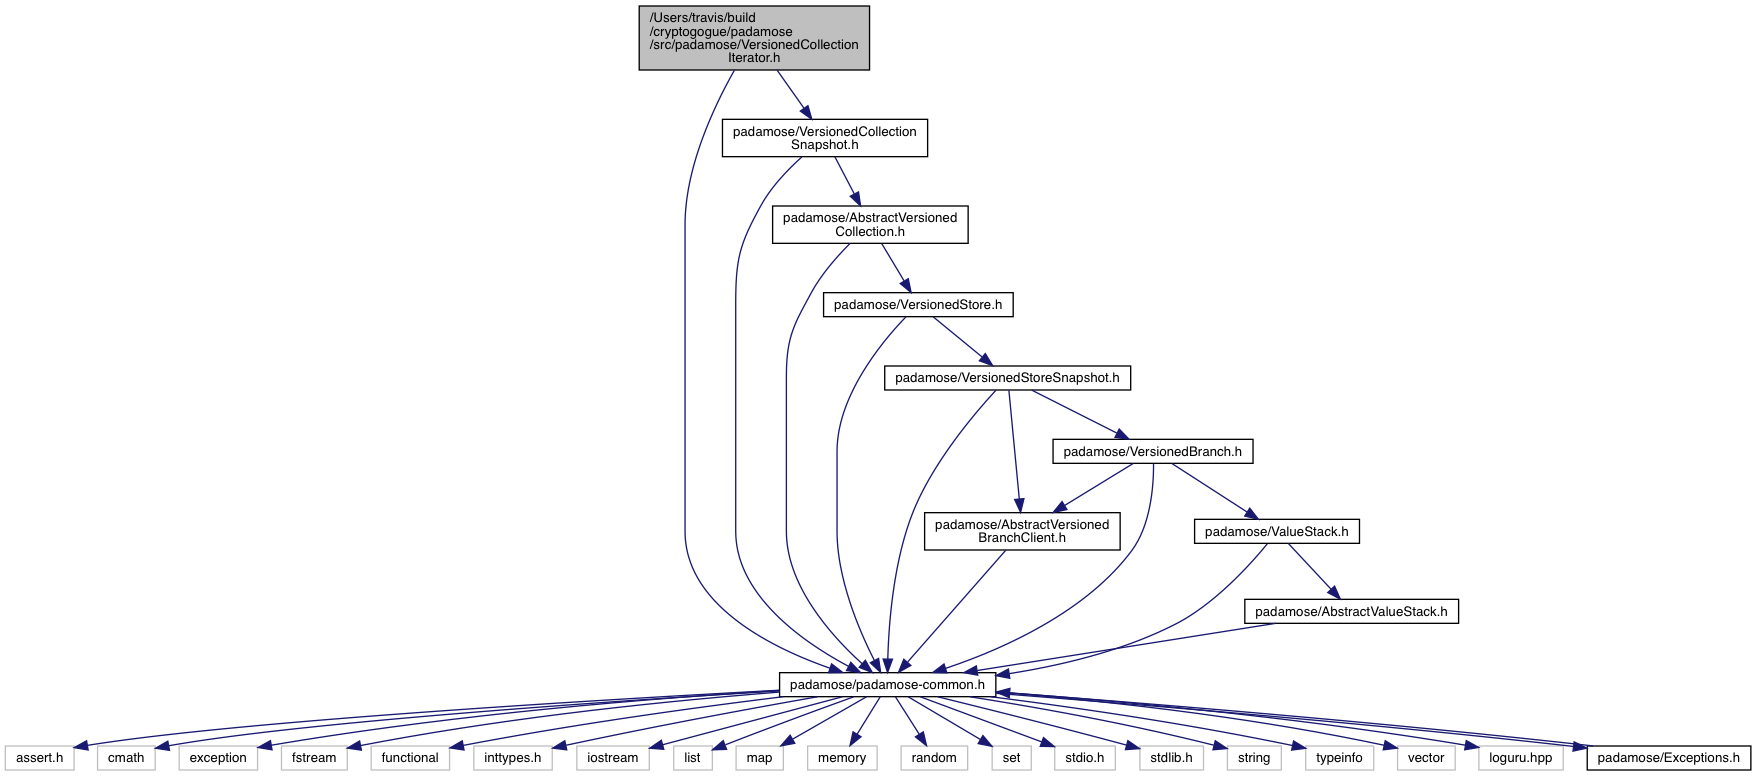 /Users/travis/build
/cryptogogue/padamose
/src/padamose/VersionedCollection
Iterator.h
padamose/VersionedCollection
Snapshot.h
padamose/AbstractVersioned
Collection.h
padamose/VersionedStore.h
padamose/VersionedStoreSnapshot.h
padamose/VersionedBranch.h
padamose/AbstractVersioned
BranchClient.h
padamose/ValueStack.h
padamose/AbstractValueStack.h
padamose/padamose-common.h
assert.h
cmath
exception
fstream
functional
inttypes.h
iostream
list
map
memory
random
set
stdio.h
stdlib.h
string
typeinfo
vector
loguru.hpp
padamose/Exceptions.h